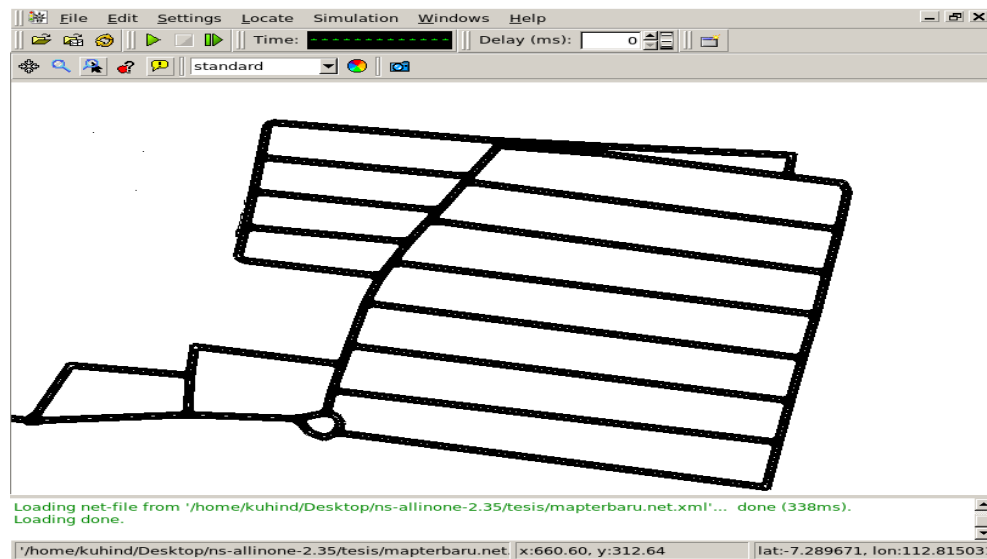 File Edit Settings Locate Simulation Windows Help
Time: Delay (ms): 0
standard
Loading net-file from '/home/kuhind/Desktop/ns-allinone-2.35/tesis/mapterbaru.net.xml'... done (338ms).
Loading done.
'/home/kuhind/Desktop/ns-allinone-2.35/tesis/mapterbaru.net. x:660.60, y:312.64 lat:-7.289671, lon:112.81503